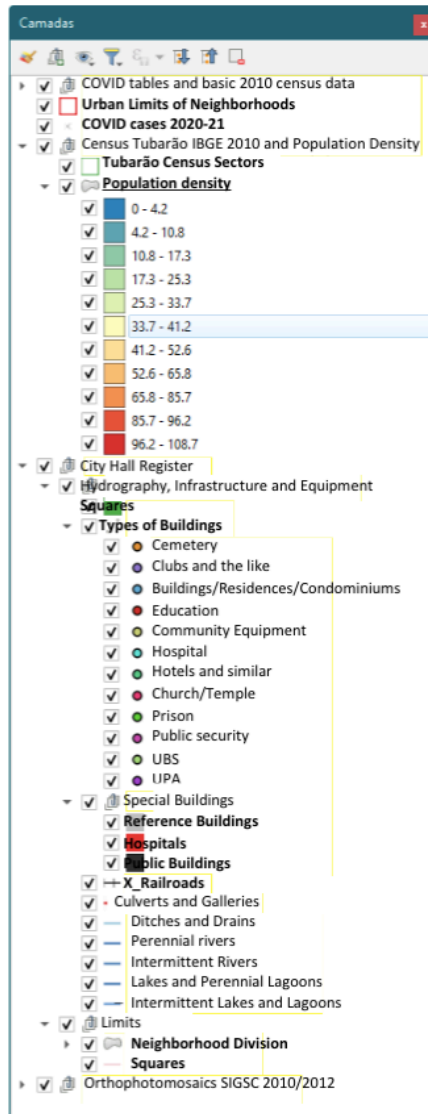 Camadas
COVID tables and basic 2010 census data
Urban Limits of Neighborhoods
COVID cases 2020-21
Census Tubarão IBGE 2010 and Population Density
Tubarão Census Sectors
Population density
0 - 4.2
4.2 - 10.8
10.8 - 17.3
17.3 - 25.3
25.3 - 33.7
33.7 - 41.2
41.2 - 52.6
52.6 - 65.8
65.8 - 85.7
85.7 - 96.2
96.2 - 108.7
City Hall Register
Hydrography, Infrastructure and Equipment
Squares
Types of Buildings
Cemetery
Clubs and the like
Buildings/Residences/Condominiums
Education
Community Equipment
Hospital
Hotels and similar
Church/Temple
Prison
Public security
UBS
UPA
Special Buildings
Reference Buildings
Hospitals
Public Buildings
X_Railroads
Culverts and Galleries
Ditches and Drains
Perennial rivers
Intermittent Rivers
Lakes and Perennial Lagoons
Intermittent Lakes and Lagoons
Limits
Neighborhood Division
Squares
Orthophotomosaics SIGSC 2010/2012